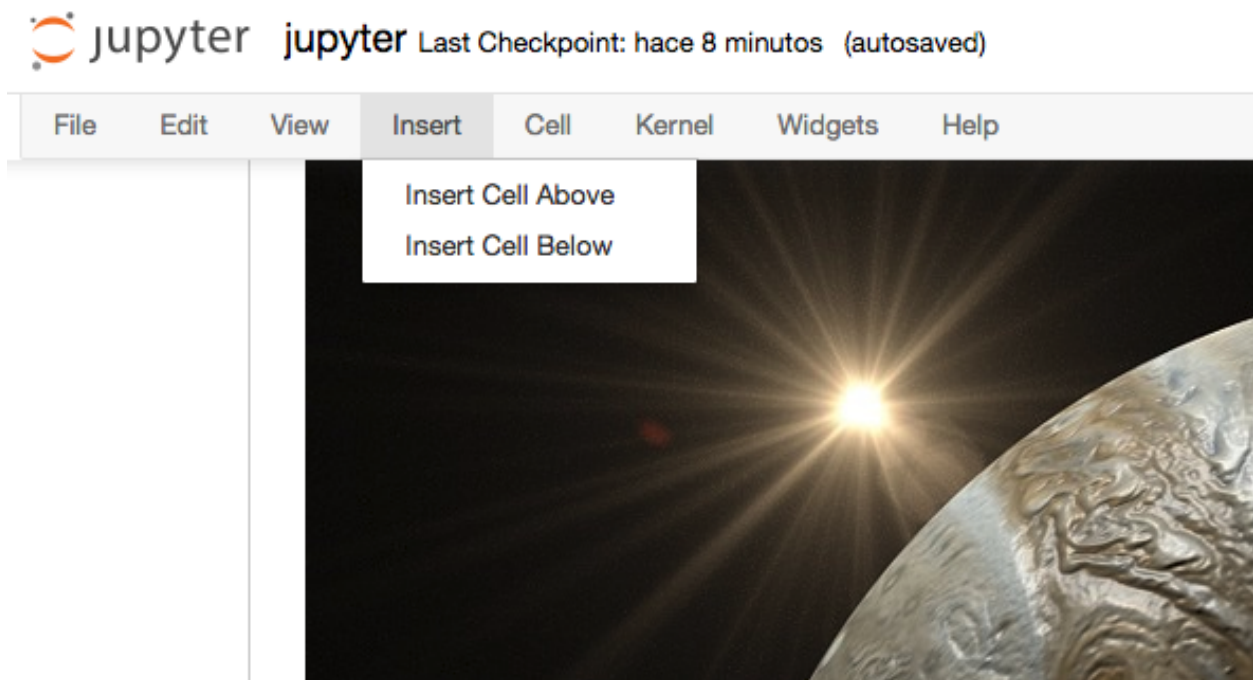 jupyter jupyter Last Checkpoint: hace 8 minutos (autosaved)
File Edit View Insert Cell Kernel Widgets Help
Insert Cell Above
Insert Cell Below